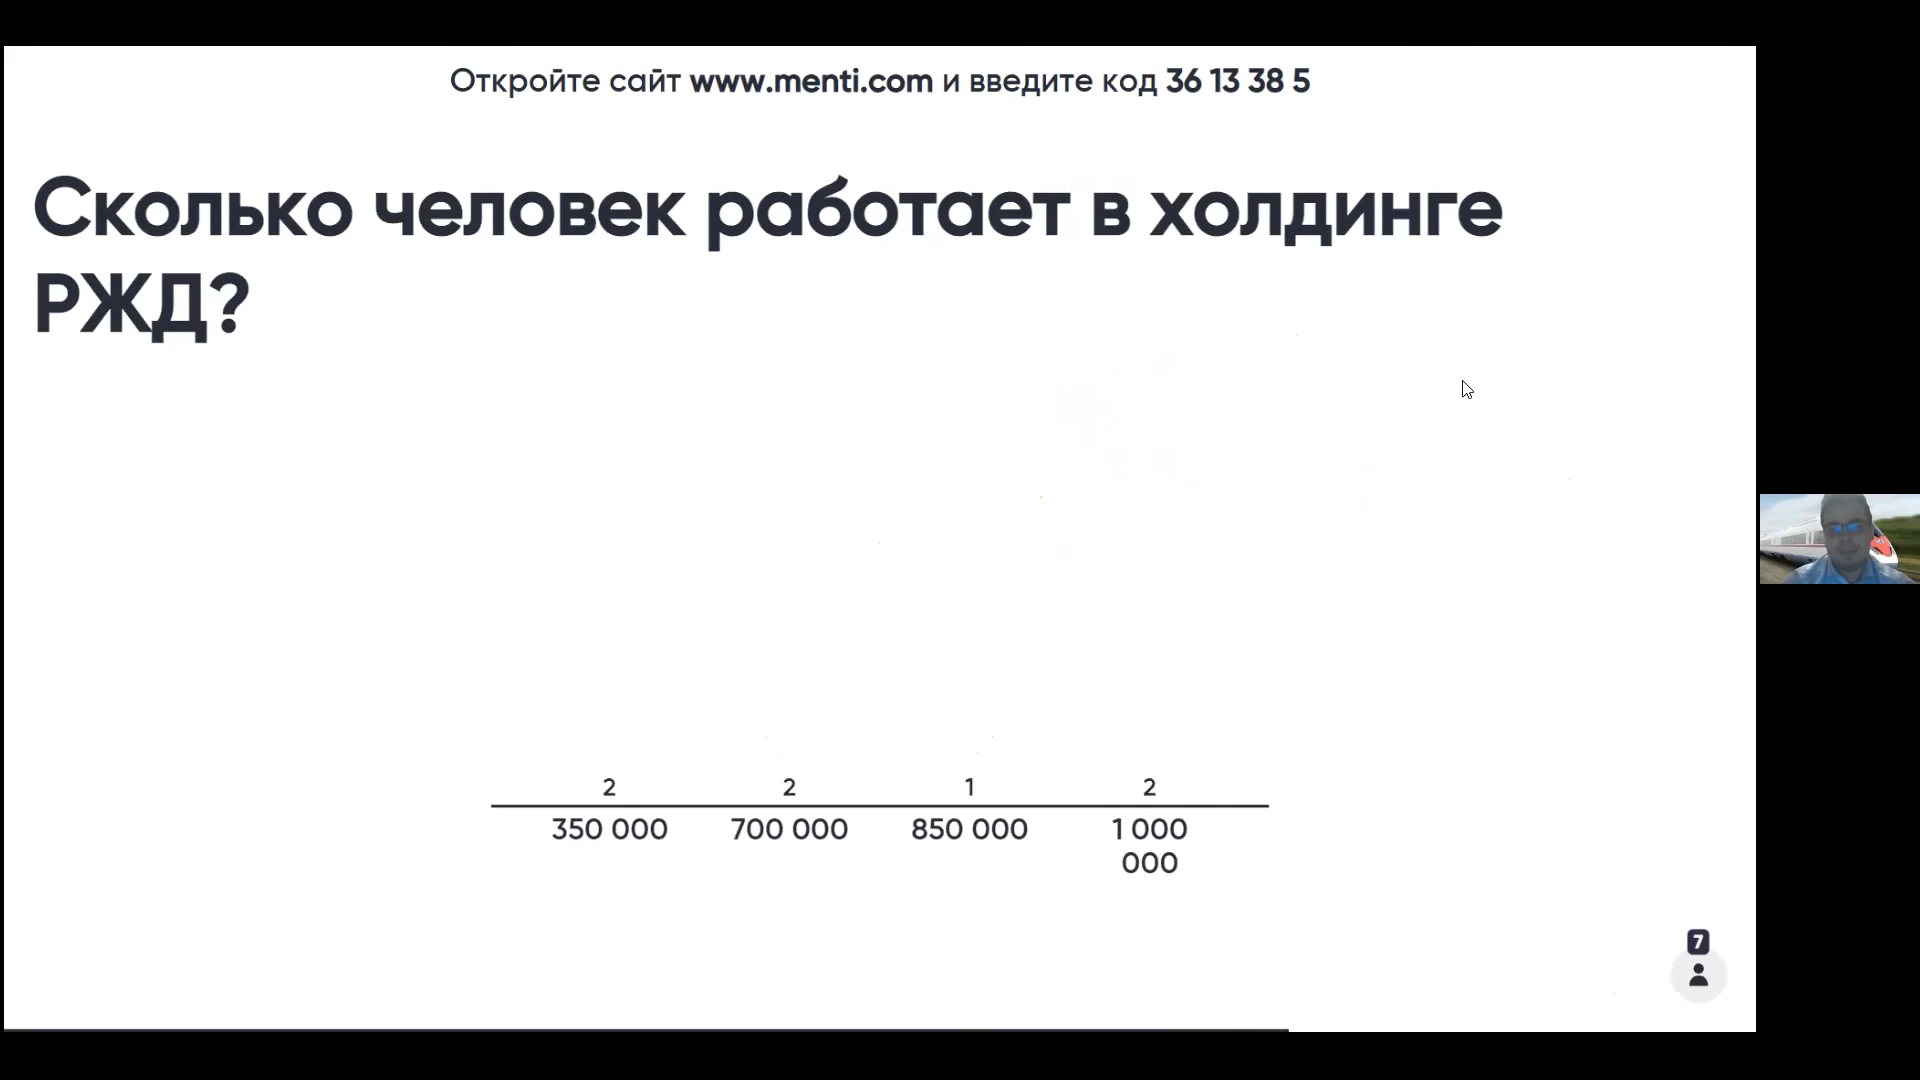 Откройте сайт www.menti.com и введите код 36 13 38 5
Сколько человек работает в холдинге
РЖД?
2 2 1 2
350 000 700 000 850 000 1 000
000
7